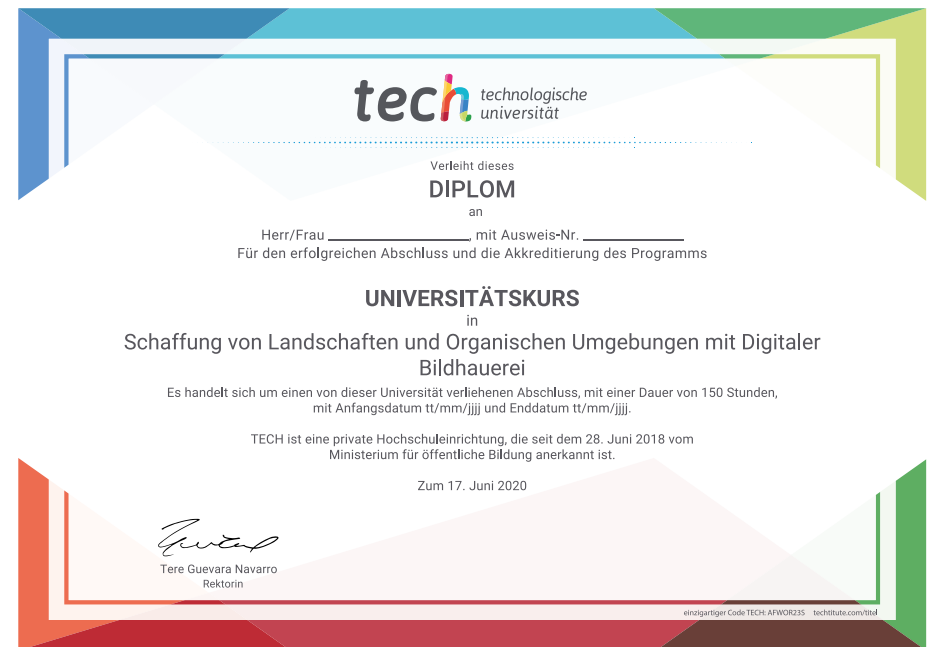 tech technologische
universität
Verleiht dieses
DIPLOM
an
Herr/Frau ____________________, mit Ausweis-Nr. ______________
Für den erfolgreichen Abschluss und die Akkreditierung des Programms
UNIVERSITÄTSKURS
in
Schaffung von Landschaften und Organischen Umgebungen mit Digitaler
Bildhauerei
Es handelt sich um einen von dieser Universität verliehenen Abschluss, mit einer Dauer von 150 Stunden,
mit Anfangsdatum tt/mm/jjjj und Enddatum tt/mm/jjjj.
TECH ist eine private Hochschuleinrichtung, die seit dem 28. Juni 2018 vom
Ministerium für öffentliche Bildung anerkannt ist.
Zum 17. Juni 2020
Tere Guevara Navarro
Rektorin
einzigartiger Code TECH: AFWOR23S techtitute.com/titel